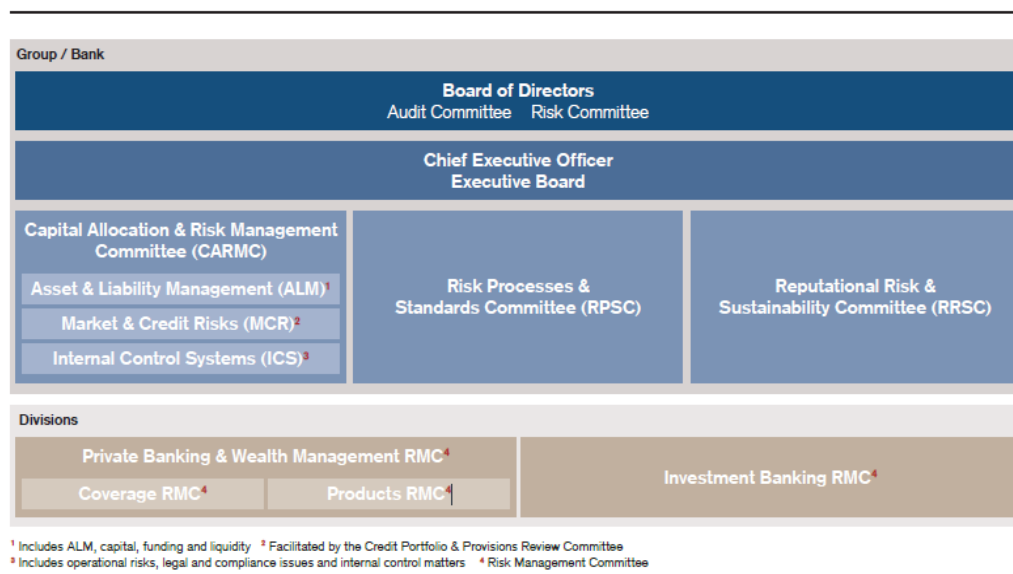 Group / Bank
Board of Directors
Audit Committee Risk Committee
Chief Executive Officer
Executive Board
Capital Allocation & Risk Management
Committee (CARMC)
Asset & Liability Management (ALM)¹
Market & Credit Risks (MCR)²
Internal Control Systems (ICS)³
Risk Processes &
Standards Committee (RPSC)
Reputational Risk &
Sustainability Committee (RRSC)
Divisions
Private Banking & Wealth Management RMC⁴
Coverage RMC⁴
Products RMC⁴
Investment Banking RMC⁴
¹ Includes ALM, capital, funding and liquidity ² Facilitated by the Credit Portfolio & Provisions Review Committee
³ Includes operational risks, legal and compliance issues and internal control matters ⁴ Risk Management Committee